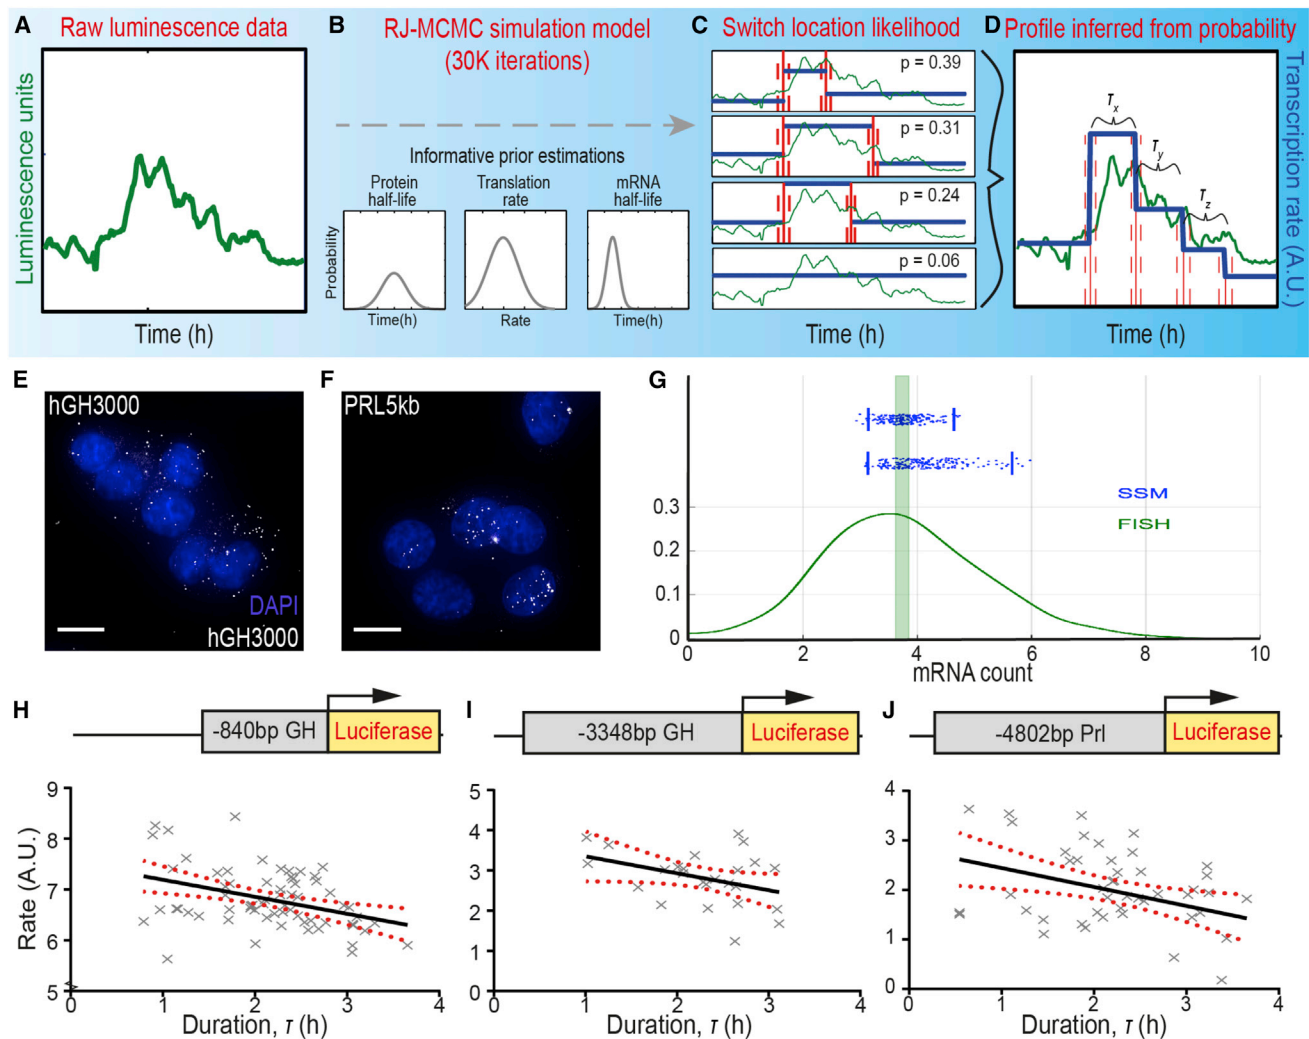 A
Raw luminescence data
Luminescence units
Time (h)
B
RJ-MCMC simulation model
(30K iterations)
Informative prior estimations
Protein
half-life
Translation
rate
mRNA
half-life
Probability
Time(h)
Rate
Time(h)
C
Switch location likelihood
p = 0.39
p = 0.31
p = 0.24
p = 0.06
Time (h)
D
Profile inferred from probability
τx
τy
τz
Transcription rate (A.U.)
Time (h)
E
hGH3000
DAPI
hGH3000
F
PRL5kb
G
SSM
FISH
0.3
0.2
0.1
0
0 2 4 6 8 10
mRNA count
H
-840bp GH
Luciferase
Rate (A.U.)
9
8
7
6
5
0 1 2 3 4
Duration, τ (h)
I
-3348bp GH
Luciferase
5
4
3
2
1
0
0 1 2 3 4
Duration, τ (h)
J
-4802bp Prl
Luciferase
4
3
2
1
0
0 1 2 3 4
Duration, τ (h)